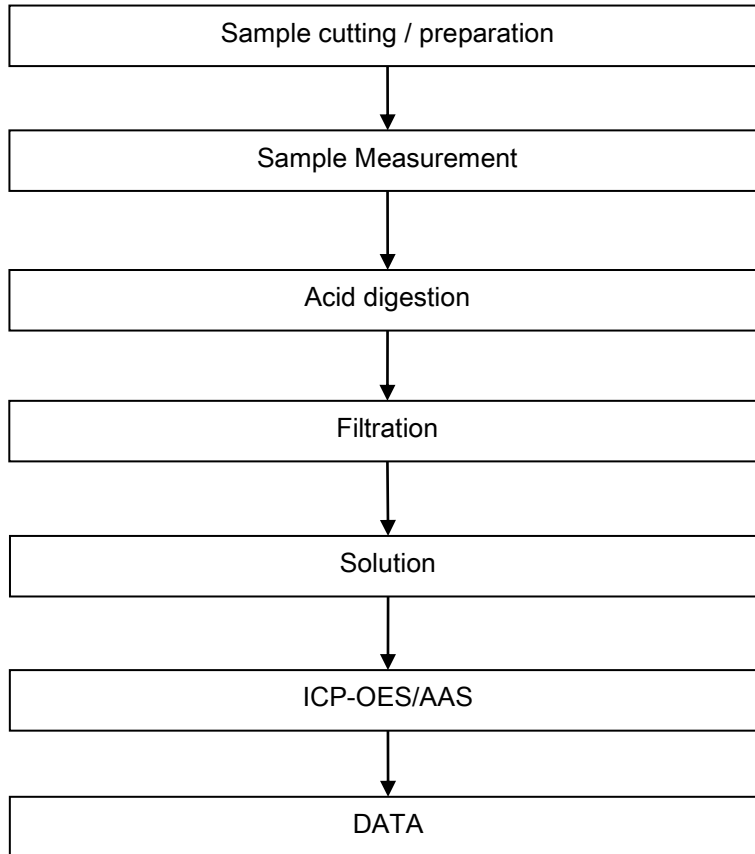 Sample cutting / preparation
Sample Measurement
Acid digestion
Filtration
Solution
ICP-OES/AAS
DATA